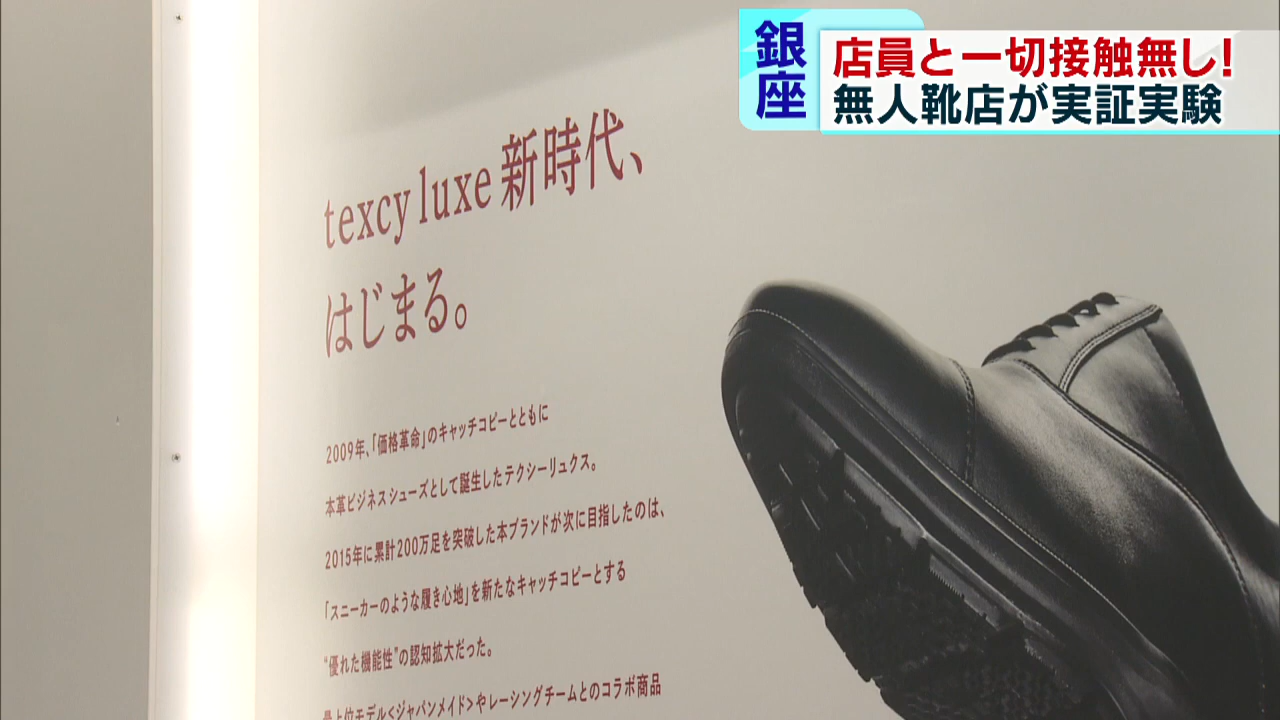 銀座
店員と一切接触無し!
無人靴店が実証実験
texcy luxe 新時代、
はじまる。
2009年、「価格革命」のキャッチコピーとともに
本革ビジネスシューズとして誕生したテクシーリュクス。
2015年に累計200万足を突破した本ブランドが次に目指したのは、
「スニーカーのような履き心地」を新たなキャッチコピーとする
"優れた機能性"の認知拡大だった。
最上位モデル<ジャパンメイド>やレーシングチームとのコラボ商品